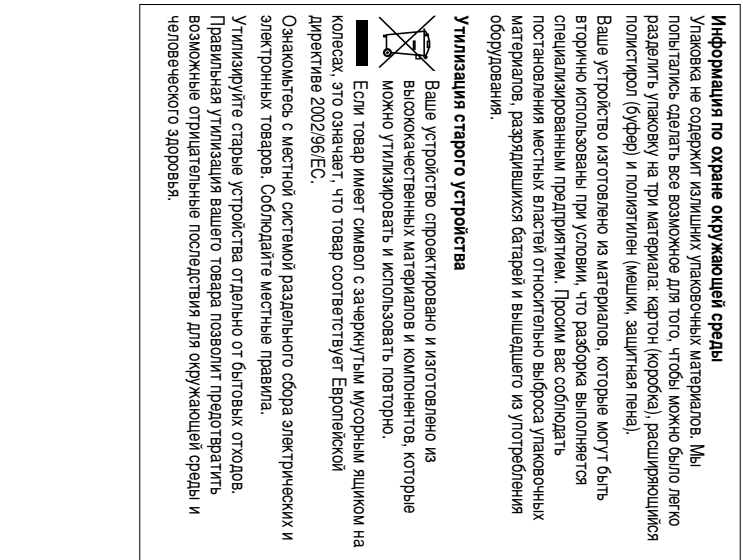 Информация по охране окружающей среды
Упаковка не содержит излишних упаковочных материалов. Мы
попытались сделать все возможное для того, чтобы можно было легко
разделить упаковку на три материала: картон (коробка), расширяющийся
полистирол (буфер) и полиэтилен (мешки, защитная пена).
Ваше устройство изготовлено из материалов, которые могут быть
вторично использованы при условии, что разборка выполняется
специализированным предприятием. Просим вас соблюдать
постановления местных властей относительно выброса упаковочных
материалов, разрядившихся батарей и вышедшего из употребления
оборудования.
Утилизация старого устройства
Ваше устройство спроектировано и изготовлено из
высококачественных материалов и компонентов, которые
можно утилизировать и использовать повторно.
Если товар имеет символ с зачеркнутым мусорным ящиком на
колесах, это означает, что товар соответствует Европейской
директиве 2002/96/EC.
Ознакомьтесь с местной системой раздельного сбора электрических и
электронных товаров. Соблюдайте местные правила.
Утилизируйте старые устройства отдельно от бытовых отходов.
Правильная утилизация вашего товара позволит предотвратить
возможные отрицательные последствия для окружающей среды и
человеческого здоровья.